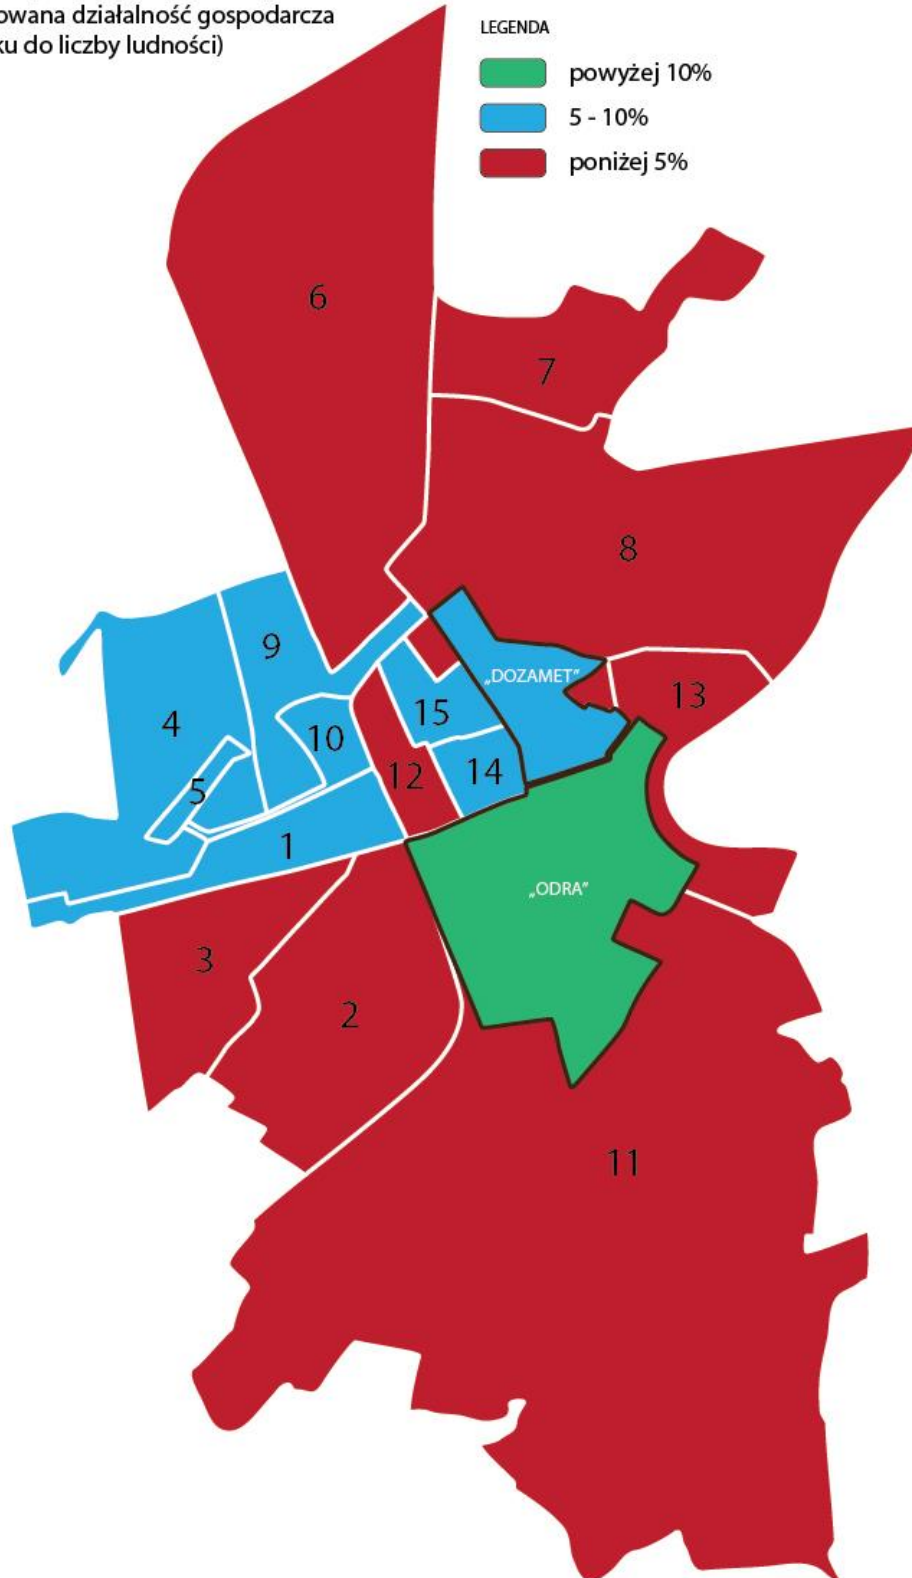 owana działalność gospodarcza
ku do liczby ludności)
LEGENDA
powyżej 10%
5 - 10%
poniżej 5%
6
7
8
9
„DOZAMET”
13
4
15
10
12
14
5
1
„ODRA”
3
2
11